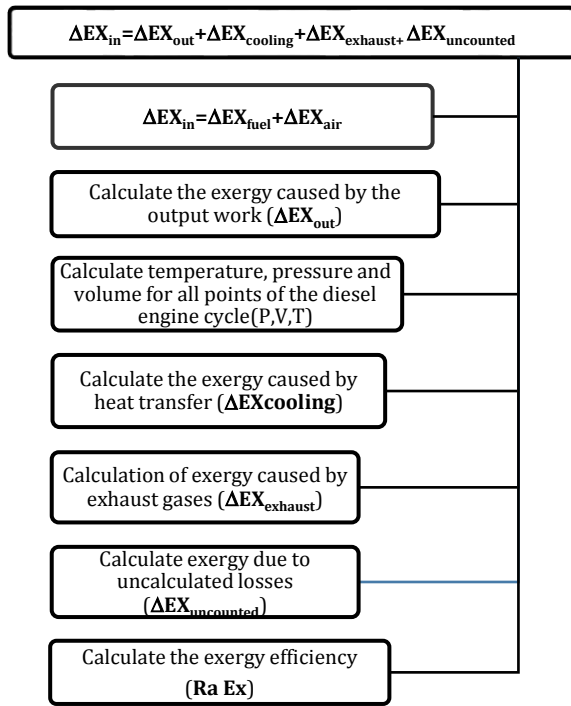 ΔEXin=ΔEXout+ΔEXcooling+ΔEXexhaust+ ΔEXuncounted
ΔEXin=ΔEXfuel+ΔEXair
Calculate the exergy caused by the
output work (ΔEXout)
Calculate temperature, pressure and
volume for all points of the diesel
engine cycle(P,V,T)
Calculate the exergy caused by
heat transfer (ΔEXcooling)
Calculation of exergy caused by
exhaust gases (ΔEXexhaust)
Calculate exergy due to
uncalculated losses
(ΔEXuncounted)
Calculate the exergy efficiency
(Ra Ex)